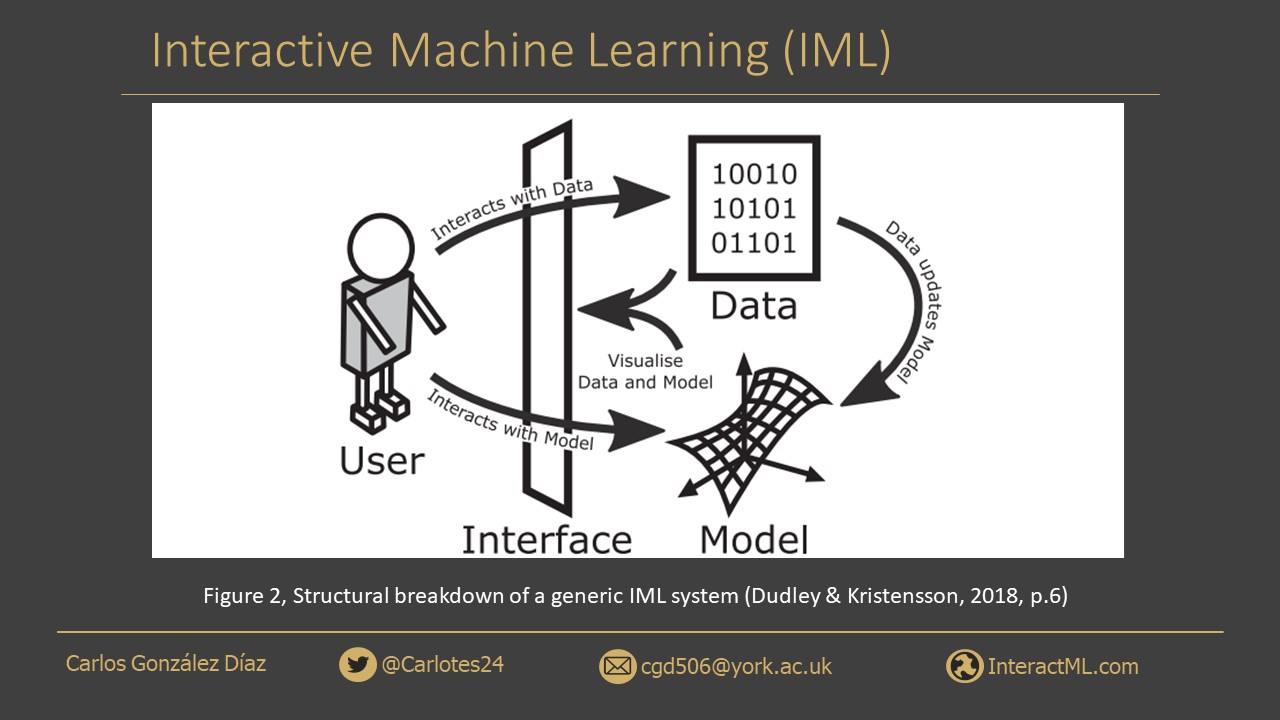 Interactive Machine Learning (IML)
Interacts with Data
10010
10101
01101
Data
Data updates Model
Visualise
Data and Model
Interacts with Model
User
Interface
Model
Figure 2, Structural breakdown of a generic IML system (Dudley & Kristensson, 2018, p.6)
Carlos González Díaz
@Carlotes24
cgd506@york.ac.uk
InteractML.com